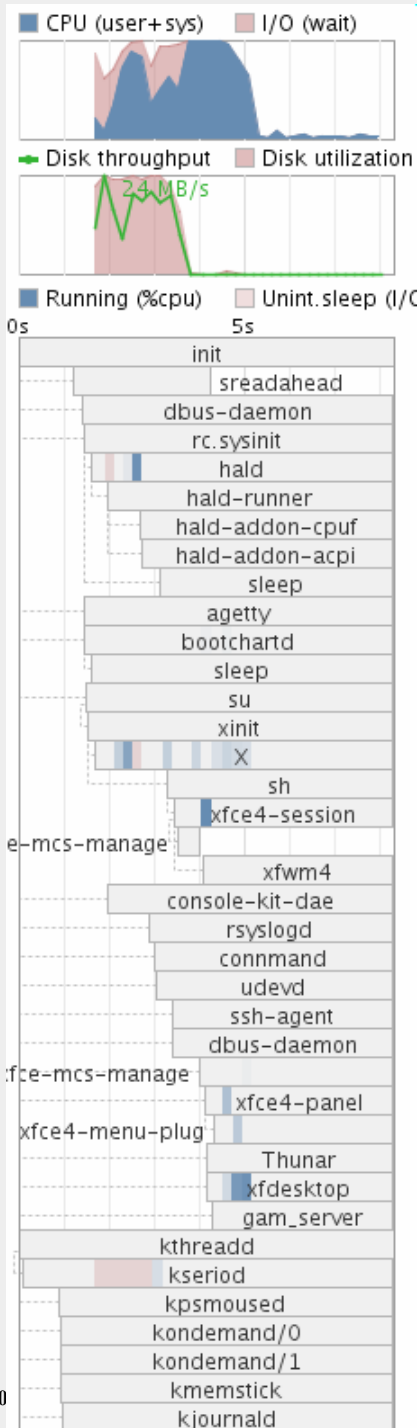 CPU (user+sys) I/O (wait)
Disk throughput Disk utilization
24 MB/s
Running (%cpu) Unint.sleep (I/O
0s 5s
init
sreadahead
dbus-daemon
rc.sysinit
hald
hald-runner
hald-addon-cpuf
hald-addon-acpi
sleep
agetty
bootchartd
sleep
su
xinit
X
sh
xfce4-session
e-mcs-manage
xfwm4
console-kit-dae
rsyslogd
connmand
udevd
ssh-agent
dbus-daemon
xfce-mcs-manage
xfce4-panel
xfce4-menu-plug
Thunar
xfdesktop
gam_server
kthreadd
kseriod
kpsmoused
kondemand/0
kondemand/1
kmemstick
kjournald